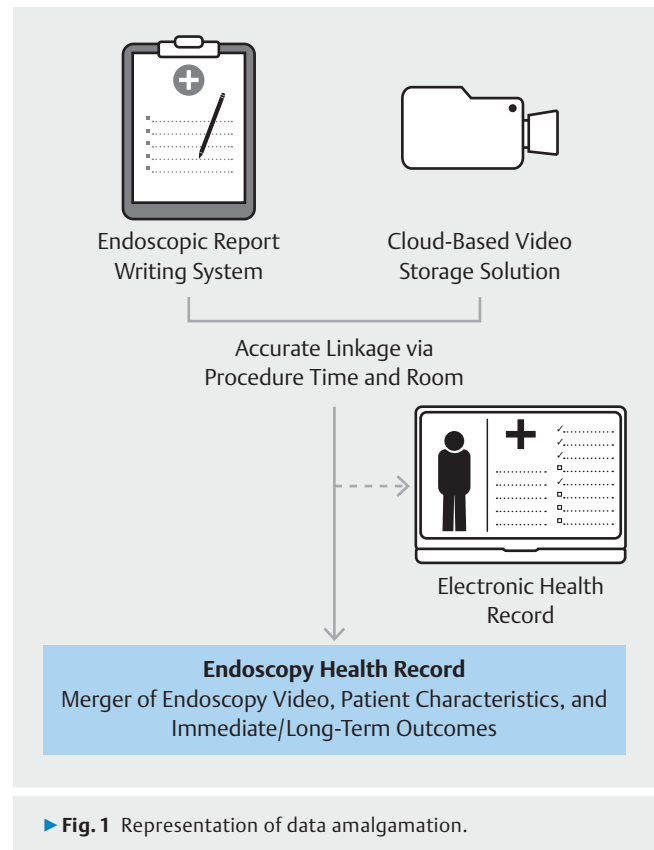 Endoscopic Report
Writing System
Cloud-Based Video
Storage Solution
Accurate Linkage via
Procedure Time and Room
Electronic Health
Record
Endoscopy Health Record
Merger of Endoscopy Video, Patient Characteristics, and
Immediate/Long-Term Outcomes
▶ Fig. 1 Representation of data amalgamation.